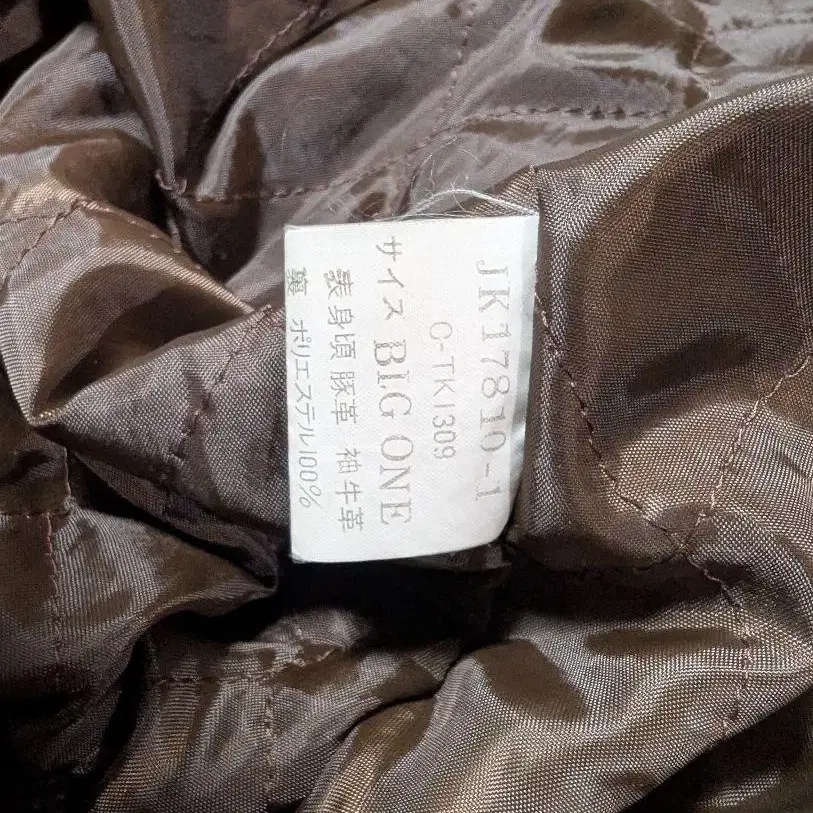 JK17810-1
C-TK1309
サイズ BIG ONE
表身頃 豚革 袖 牛革
裏 ポリエステル100%